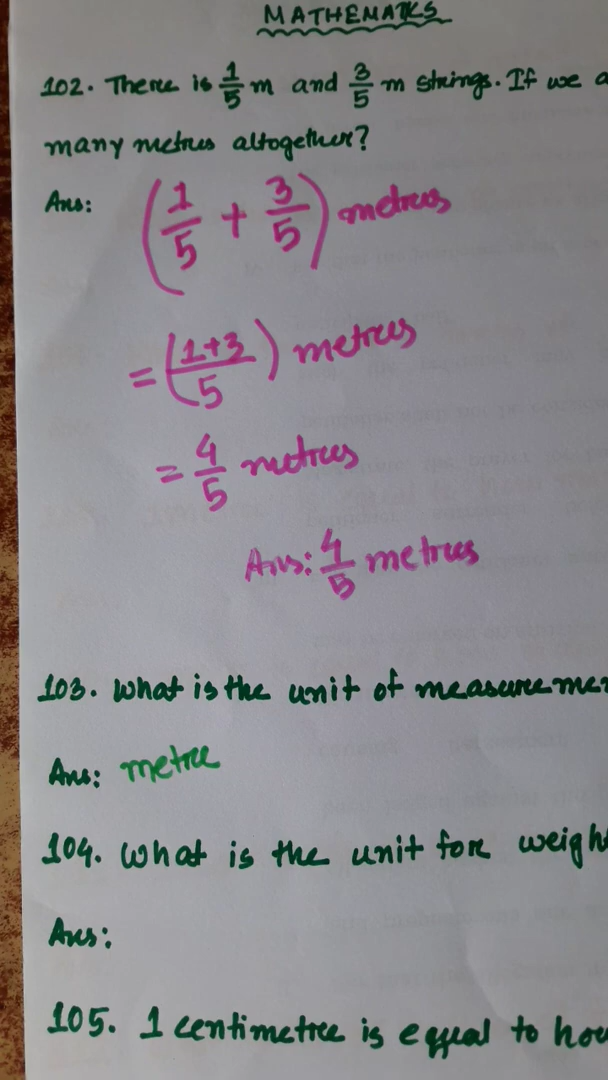 MATHEMATICS
102. There is 1/5 m and 3/5 m strings. If we a
many metres altogether?
Ans: (1/5 + 3/5) metres
= (1+3/5) metres
= 4/5 metres
Ans: 4/5 metres
103. What is the unit of measuremen
Ans: metre
104. What is the unit for weigh
Ans:
105. 1 centimetre is equal to how